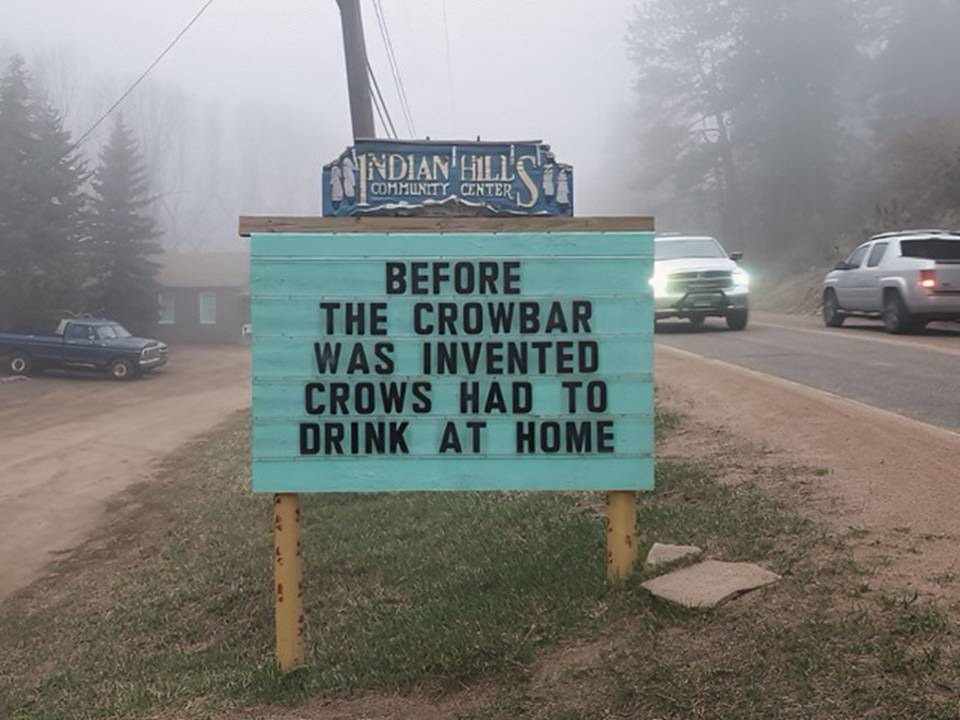 INDIAN HILLS
COMMUNITY CENTER
BEFORE
THE CROWBAR
WAS INVENTED
CROWS HAD TO
DRINK AT HOME